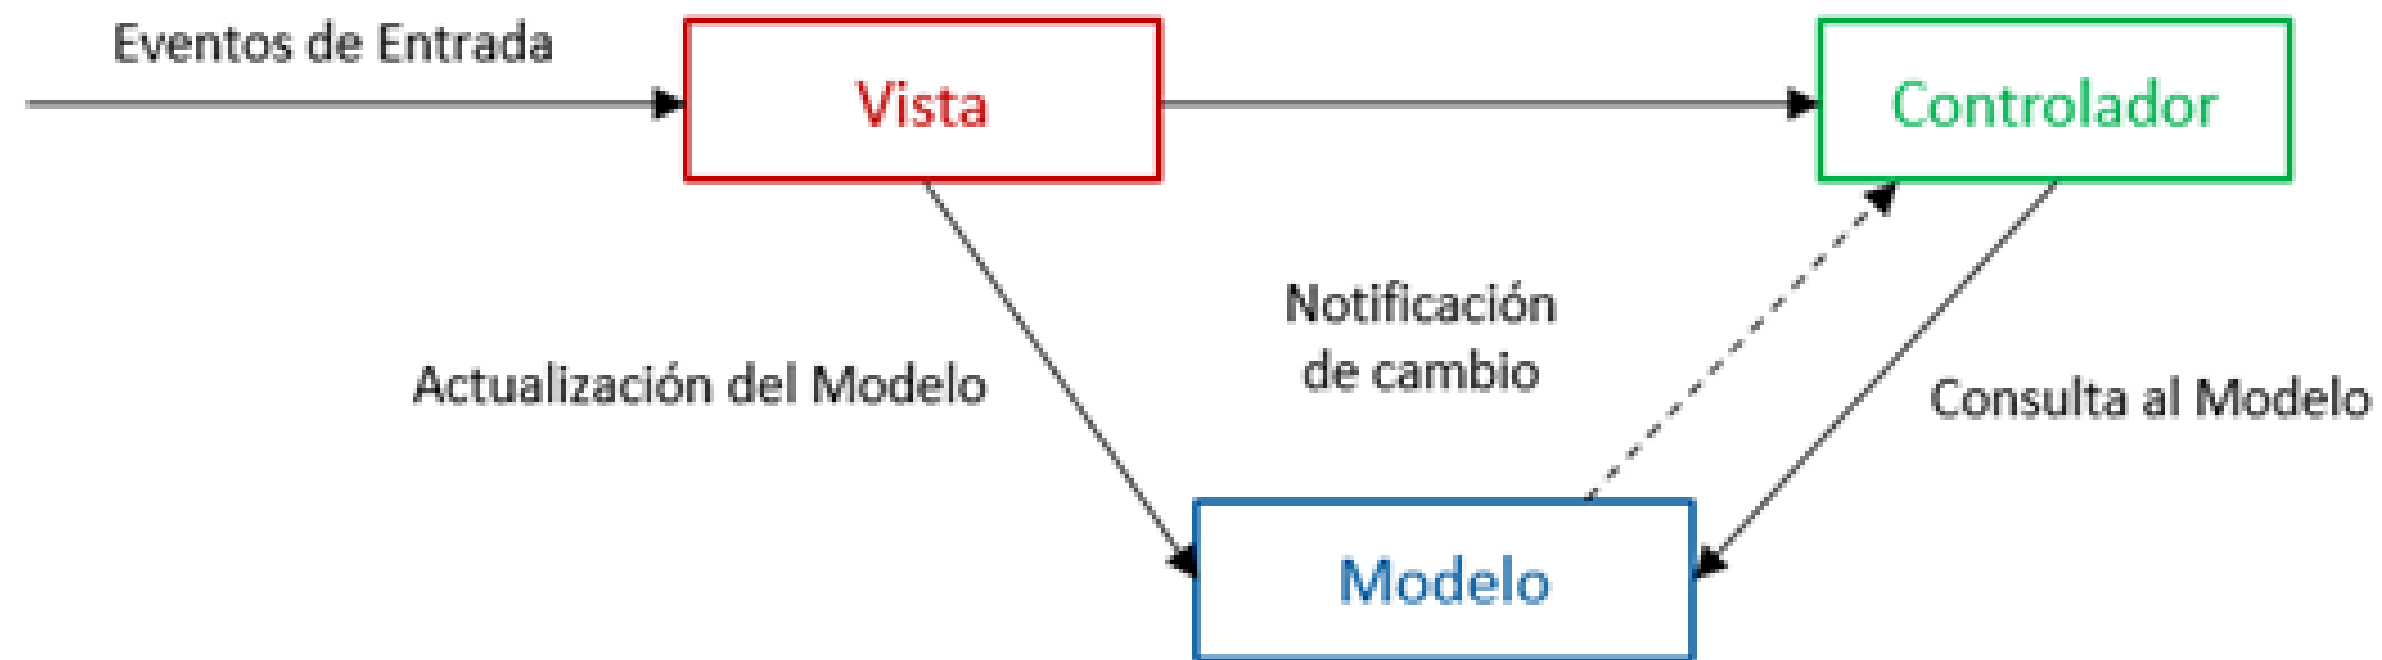 Eventos de Entrada
Vista
Controlador
Notificación
de cambio
Actualización del Modelo
Consulta al Modelo
Modelo